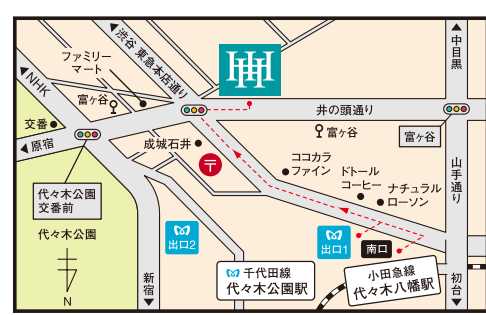 渋谷 東急本店通り
中目黒
ファミリー
マート
HH
NHK
富ヶ谷
井の頭通り
交番
原宿
成城石井
富ヶ谷
富ヶ谷
ココカラ
ファイン
ドトール
コーヒー
ナチュラル
ローソン
山手通り
代々木公園
交番前
代々木公園
出口2
出口1
南口
千代田線
代々木公園駅
小田急線
代々木八幡駅
N
新宿
初台